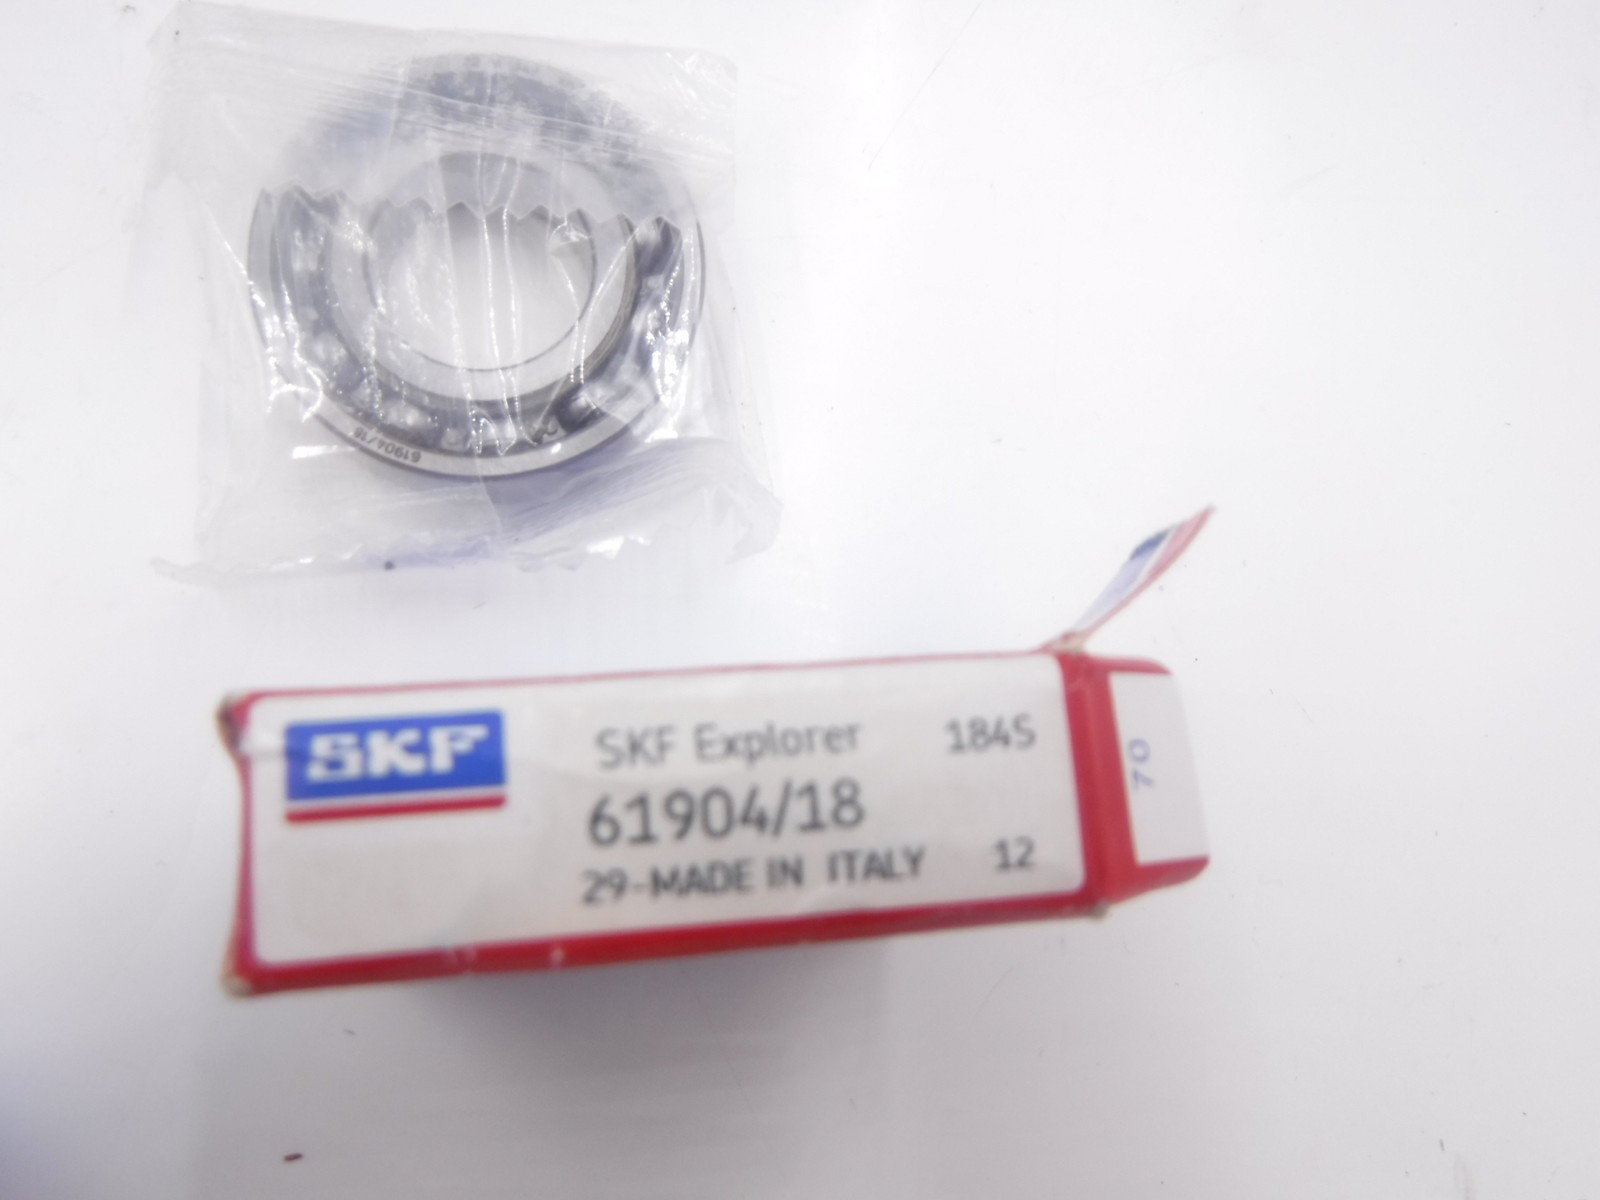 61904/18
SKF
SKF Explorer 184S
61904/18
29-MADE IN ITALY 12
70